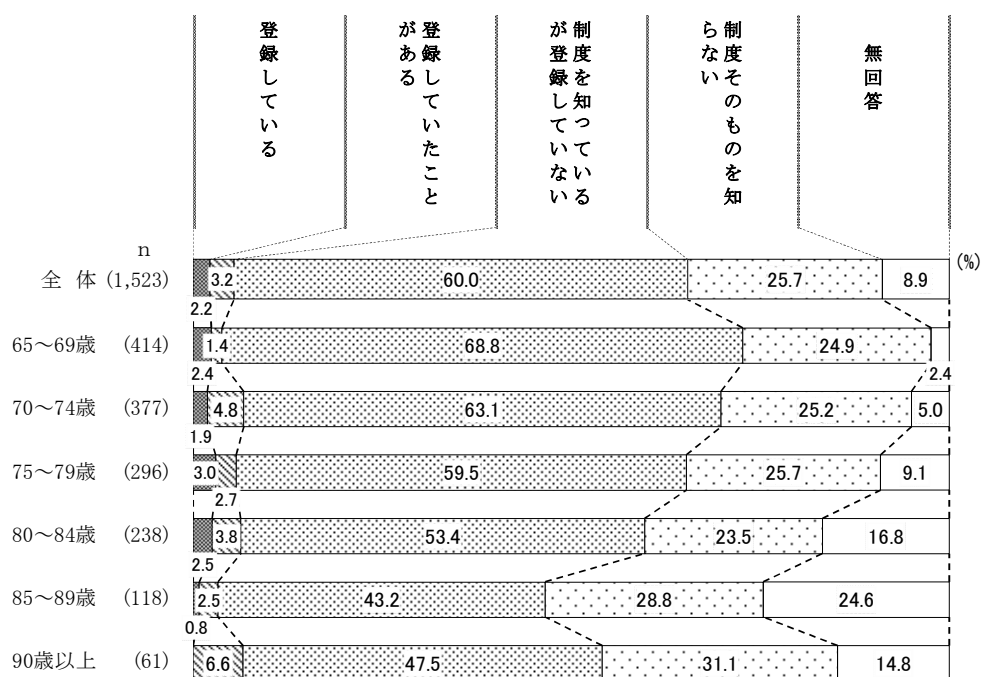 登録している
登録していたこと
がある
制度を知っている
が登録していない
制度そのものを知
らない
無回答
n
(%)
全 体 (1,523)
3.2
60.0
25.7
8.9
2.2
65～69歳 (414)
1.4
68.8
24.9
2.4
2.4
70～74歳 (377)
4.8
63.1
25.2
5.0
1.9
75～79歳 (296)
3.0
59.5
25.7
9.1
2.7
80～84歳 (238)
3.8
53.4
23.5
16.8
2.5
85～89歳 (118)
2.5
43.2
28.8
24.6
0.8
90歳以上 (61)
6.6
47.5
31.1
14.8